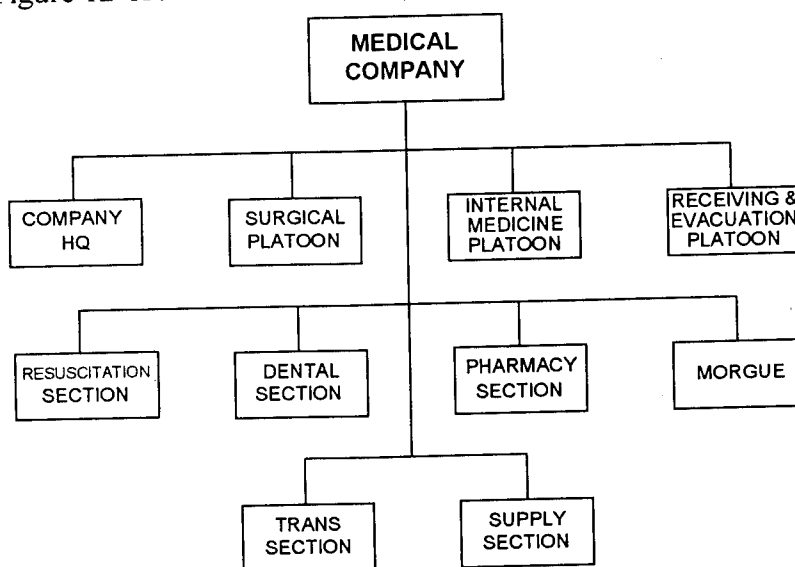 MEDICAL
COMPANY
COMPANY
HQ
SURGICAL
PLATOON
INTERNAL
MEDICINE
PLATOON
RECEIVING &
EVACUATION
PLATOON
RESUSCITATION
SECTION
DENTAL
SECTION
PHARMACY
SECTION
MORGUE
TRANS
SECTION
SUPPLY
SECTION